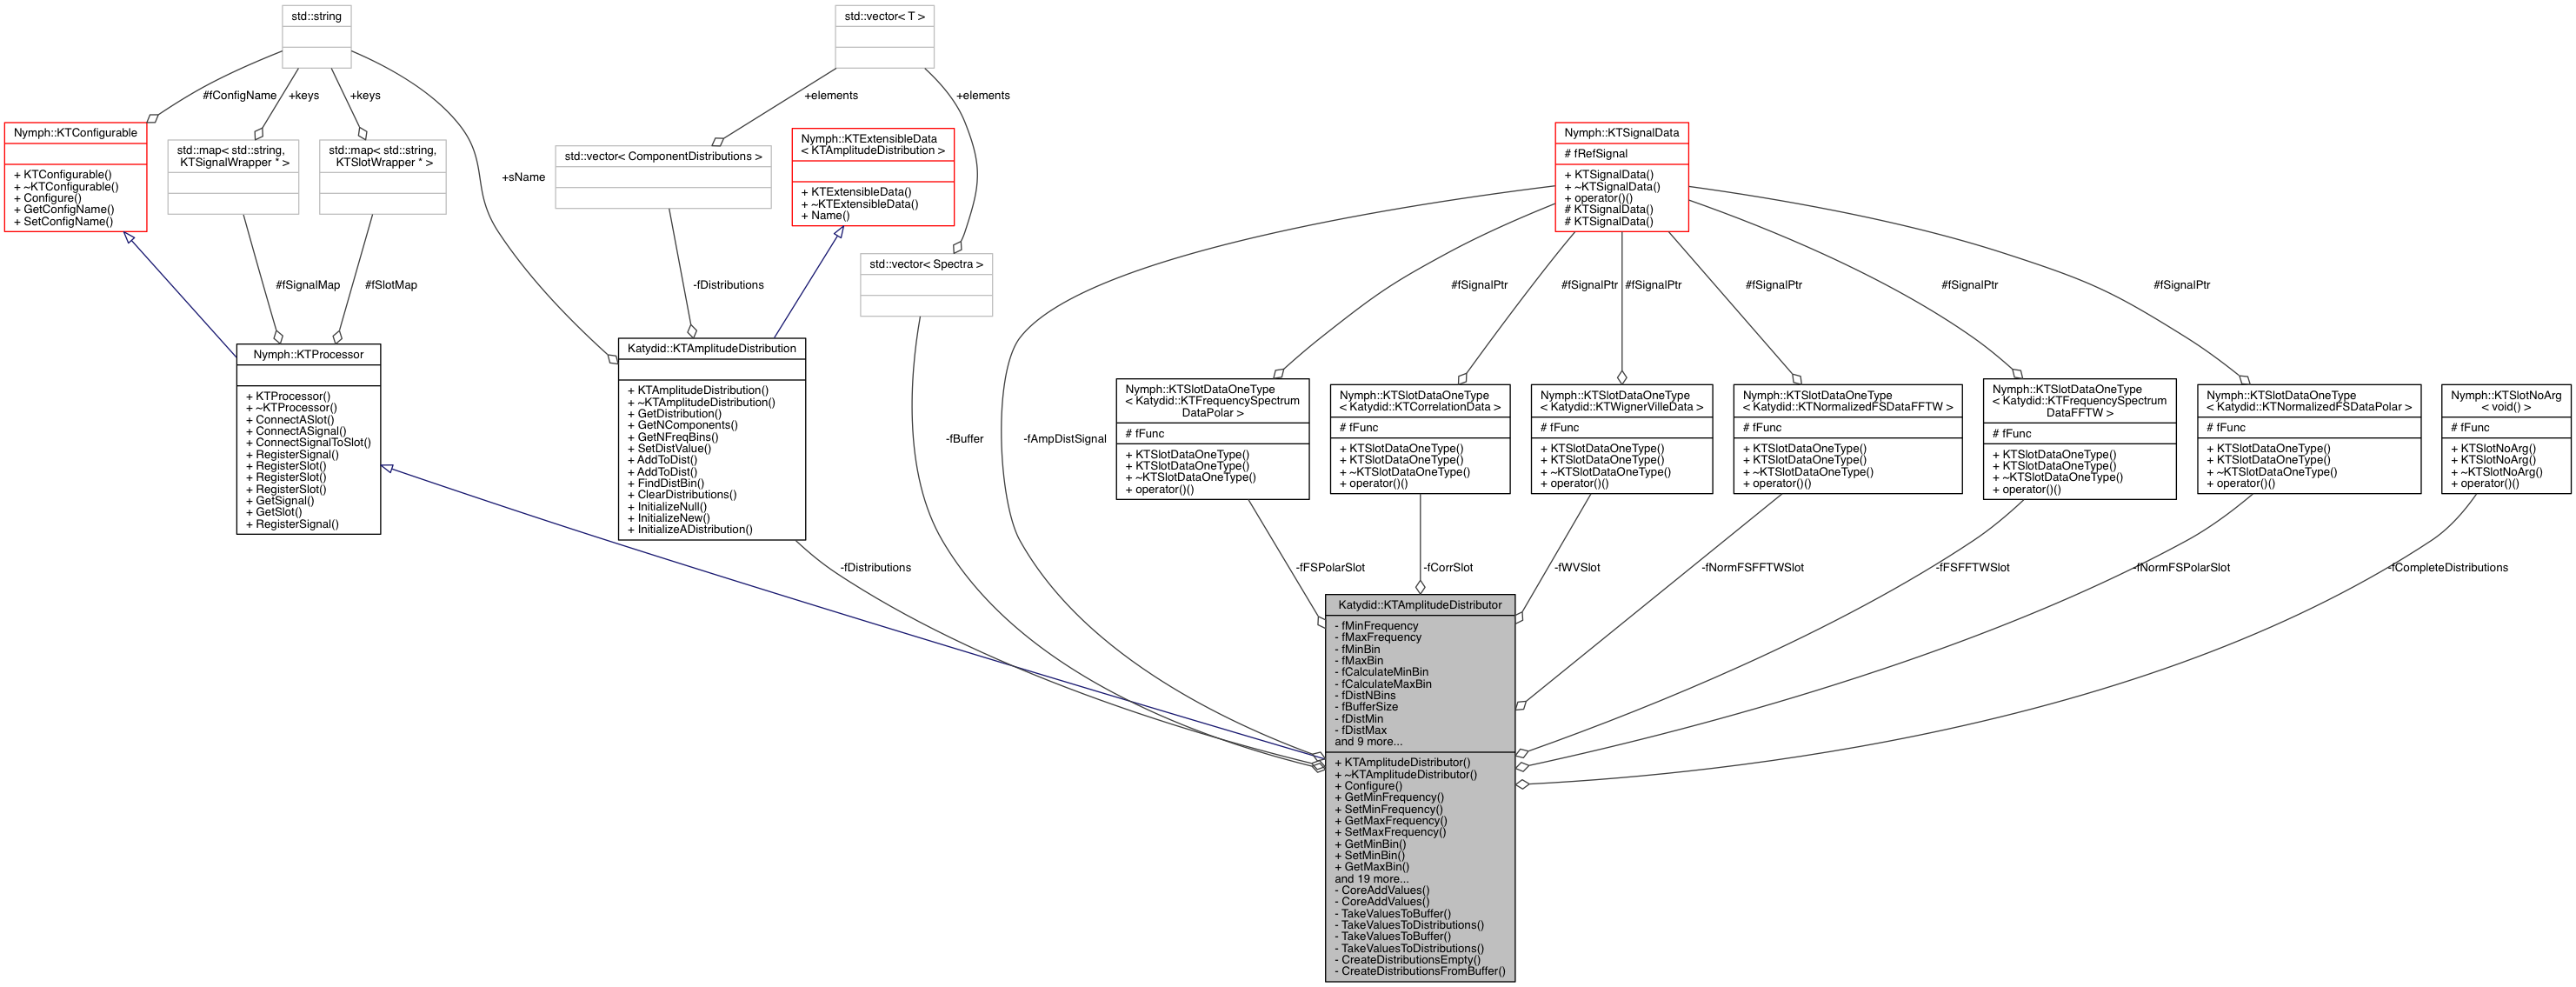 std::string
std::vector< T >
#fConfigName
+keys
+keys
+elements
+elements
Nymph::KTConfigurable
+ KTConfigurable()
+ ~KTConfigurable()
+ Configure()
+ GetConfigName()
+ SetConfigName()
std::map< std::string,
KTSignalWrapper * >
std::map< std::string,
KTSlotWrapper * >
+sName
std::vector< ComponentDistributions >
Nymph::KTExtensibleData
< KTAmplitudeDistribution >
+ KTExtensibleData()
+ ~KTExtensibleData()
+ Name()
Nymph::KTSignalData
# fRefSignal
+ KTSignalData()
+ ~KTSignalData()
+ operator()()
# KTSignalData()
# KTSignalData()
std::vector< Spectra >
#fSignalMap
#fSlotMap
-fDistributions
#fSignalPtr
#fSignalPtr
#fSignalPtr
#fSignalPtr
#fSignalPtr
#fSignalPtr
Nymph::KTProcessor
+ KTProcessor()
+ ~KTProcessor()
+ ConnectASlot()
+ ConnectASignal()
+ ConnectSignalToSlot()
+ RegisterSignal()
+ RegisterSlot()
+ RegisterSlot()
+ RegisterSlot()
+ GetSignal()
+ GetSlot()
+ RegisterSignal()
Katydid::KTAmplitudeDistribution
+ KTAmplitudeDistribution()
+ ~KTAmplitudeDistribution()
+ GetDistribution()
+ GetNComponents()
+ GetNFreqBins()
+ SetDistValue()
+ AddToDist()
+ AddToDist()
+ FindDistBin()
+ ClearDistributions()
+ InitializeNull()
+ InitializeNew()
+ InitializeADistribution()
-fBuffer
-fAmpDistSignal
Nymph::KTSlotDataOneType
< Katydid::KTFrequencySpectrum
DataPolar >
# fFunc
+ KTSlotDataOneType()
+ KTSlotDataOneType()
+ ~KTSlotDataOneType()
+ operator()()
Nymph::KTSlotDataOneType
< Katydid::KTCorrelationData >
# fFunc
+ KTSlotDataOneType()
+ KTSlotDataOneType()
+ ~KTSlotDataOneType()
+ operator()()
Nymph::KTSlotDataOneType
< Katydid::KTWignerVilleData >
# fFunc
+ KTSlotDataOneType()
+ KTSlotDataOneType()
+ ~KTSlotDataOneType()
+ operator()()
Nymph::KTSlotDataOneType
< Katydid::KTNormalizedFSDataFFTW >
# fFunc
+ KTSlotDataOneType()
+ KTSlotDataOneType()
+ ~KTSlotDataOneType()
+ operator()()
Nymph::KTSlotDataOneType
< Katydid::KTFrequencySpectrum
DataFFTW >
# fFunc
+ KTSlotDataOneType()
+ KTSlotDataOneType()
+ ~KTSlotDataOneType()
+ operator()()
Nymph::KTSlotDataOneType
< Katydid::KTNormalizedFSDataPolar >
# fFunc
+ KTSlotDataOneType()
+ KTSlotDataOneType()
+ ~KTSlotDataOneType()
+ operator()()
Nymph::KTSlotNoArg
< void() >
# fFunc
+ KTSlotNoArg()
+ KTSlotNoArg()
+ ~KTSlotNoArg()
+ operator()()
-fDistributions
-fFSPolarSlot
-fCorrSlot
-fWVSlot
-fNormFSFFTWSlot
-fFSFFTWSlot
-fNormFSPolarSlot
-fCompleteDistributions
Katydid::KTAmplitudeDistributor
- fMinFrequency
- fMaxFrequency
- fMinBin
- fMaxBin
- fCalculateMinBin
- fCalculateMaxBin
- fDistNBins
- fBufferSize
- fDistMin
- fDistMax
and 9 more...
+ KTAmplitudeDistributor()
+ ~KTAmplitudeDistributor()
+ Configure()
+ GetMinFrequency()
+ SetMinFrequency()
+ GetMaxFrequency()
+ SetMaxFrequency()
+ GetMinBin()
+ SetMinBin()
+ GetMaxBin()
and 19 more...
- CoreAddValues()
- CoreAddValues()
- TakeValuesToBuffer()
- TakeValuesToDistributions()
- TakeValuesToBuffer()
- TakeValuesToDistributions()
- CreateDistributionsEmpty()
- CreateDistributionsFromBuffer()